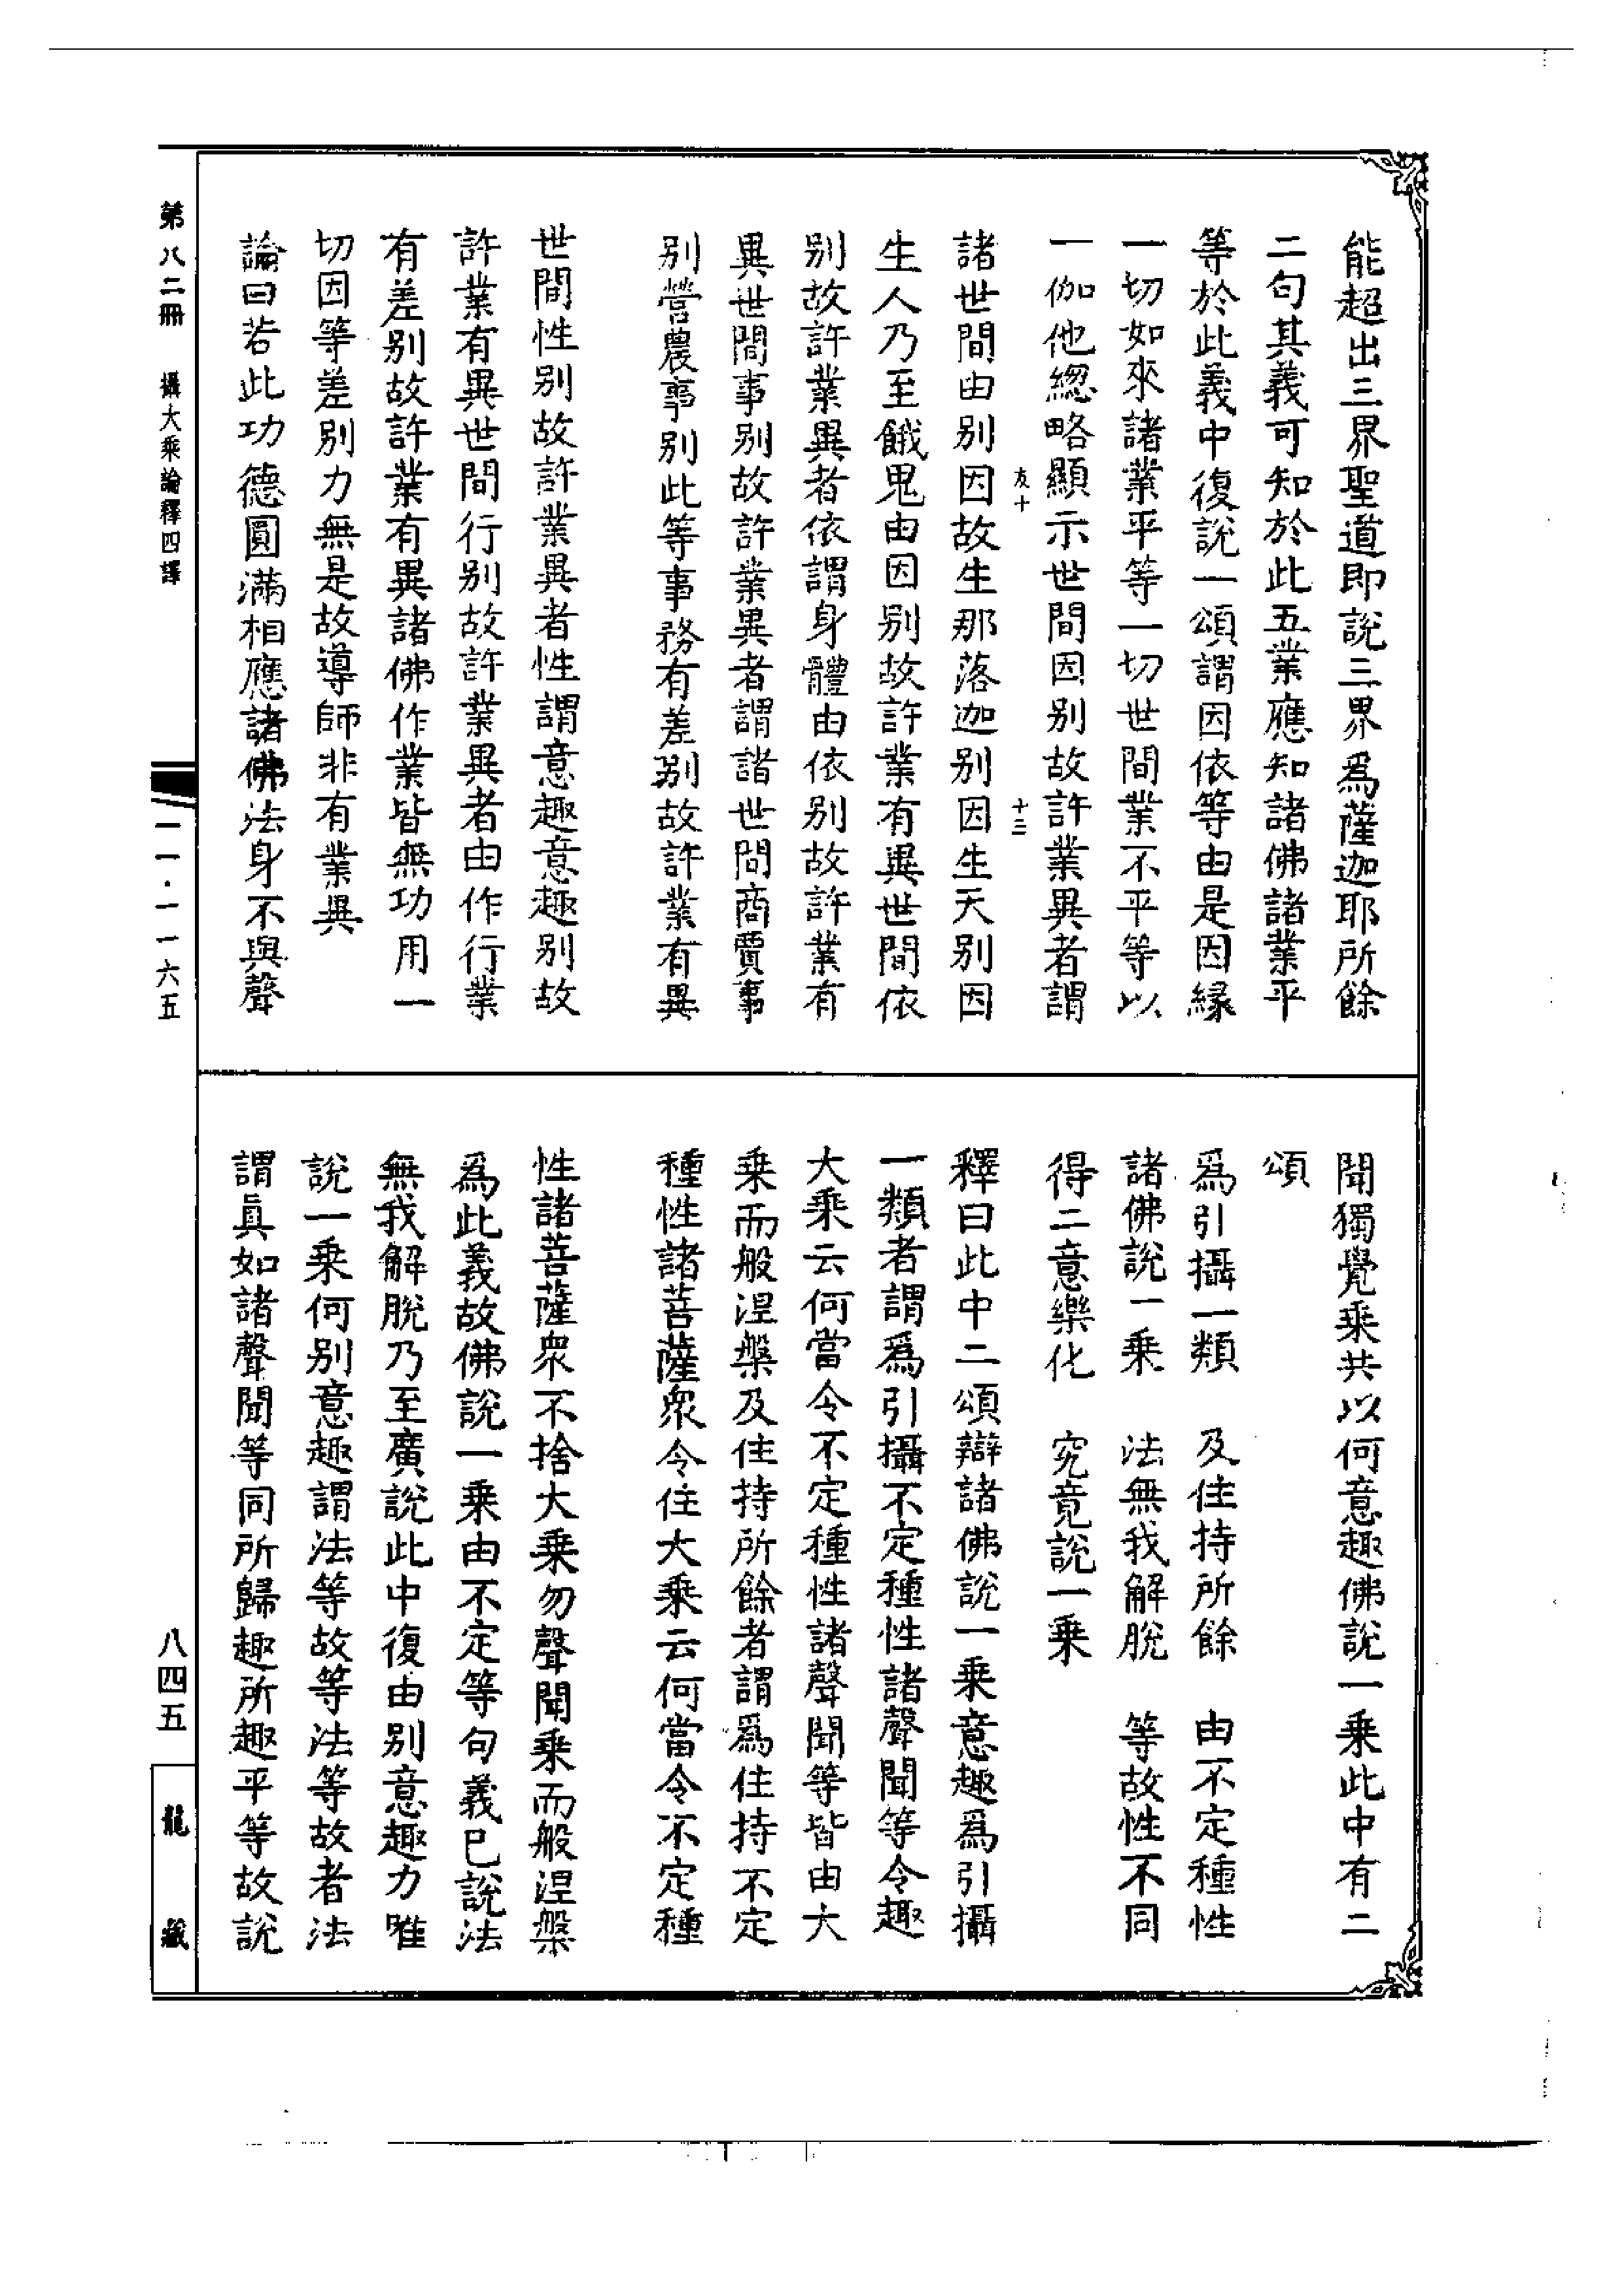 能超出三界聖道即說三界爲薩迦耶所餘
二句其義可知於此五業應知諸佛諸業平
等於此義中復說一頌謂因依等由是因緣
一切如來諸業平等一切世間業不平等以
一伽他總略顯示世間因別故許業異者謂
友十 十三
諸世間由別因故生那落迦別因生天別因
生人乃至餓鬼由因別故許業有異世間依
別故許業異者依謂身體由依別故許業有
異世間事別故許業異者謂諸世間商賈事
別營農事別此等事務有差別故許業有異
世間性別故許業異者性謂意趣意趣別故
許業有異世間行別故許業異者由作行業
有差別故許業有異諸佛作業皆無功用一
切因等差別力無是故導師非有業異
論曰若此功德圓滿相應諸佛法身不與聲
聞獨覺乘共以何意趣佛說一乘此中有二
頌
爲引攝一類 及住持所餘 由不定種性
諸佛說一乘 法無我解脫 等故性不同
得二意樂化 究竟說一乘
釋曰此中二頌辯諸佛說一乘意趣爲引攝
一類者謂爲引攝不定種性諸聲聞等令趣
大乘云何當令不定種性諸聲聞等皆由大
乘而般涅槃及住持所餘者謂爲住持不定
種性諸菩薩眾令住大乘云何當令不定種
性諸菩薩眾不捨大乘勿聲聞乘而般涅槃
爲此義故佛說一乘由不定等句義已說法
無我解脫乃至廣說此中復由別意趣力唯
說一乘何別意趣謂法等故等法等故者法
謂眞如諸聲聞等同所歸趣所趣平等故說
第八二冊 攝大乘論釋四譯
一一·一一六五
八四五
龍藏